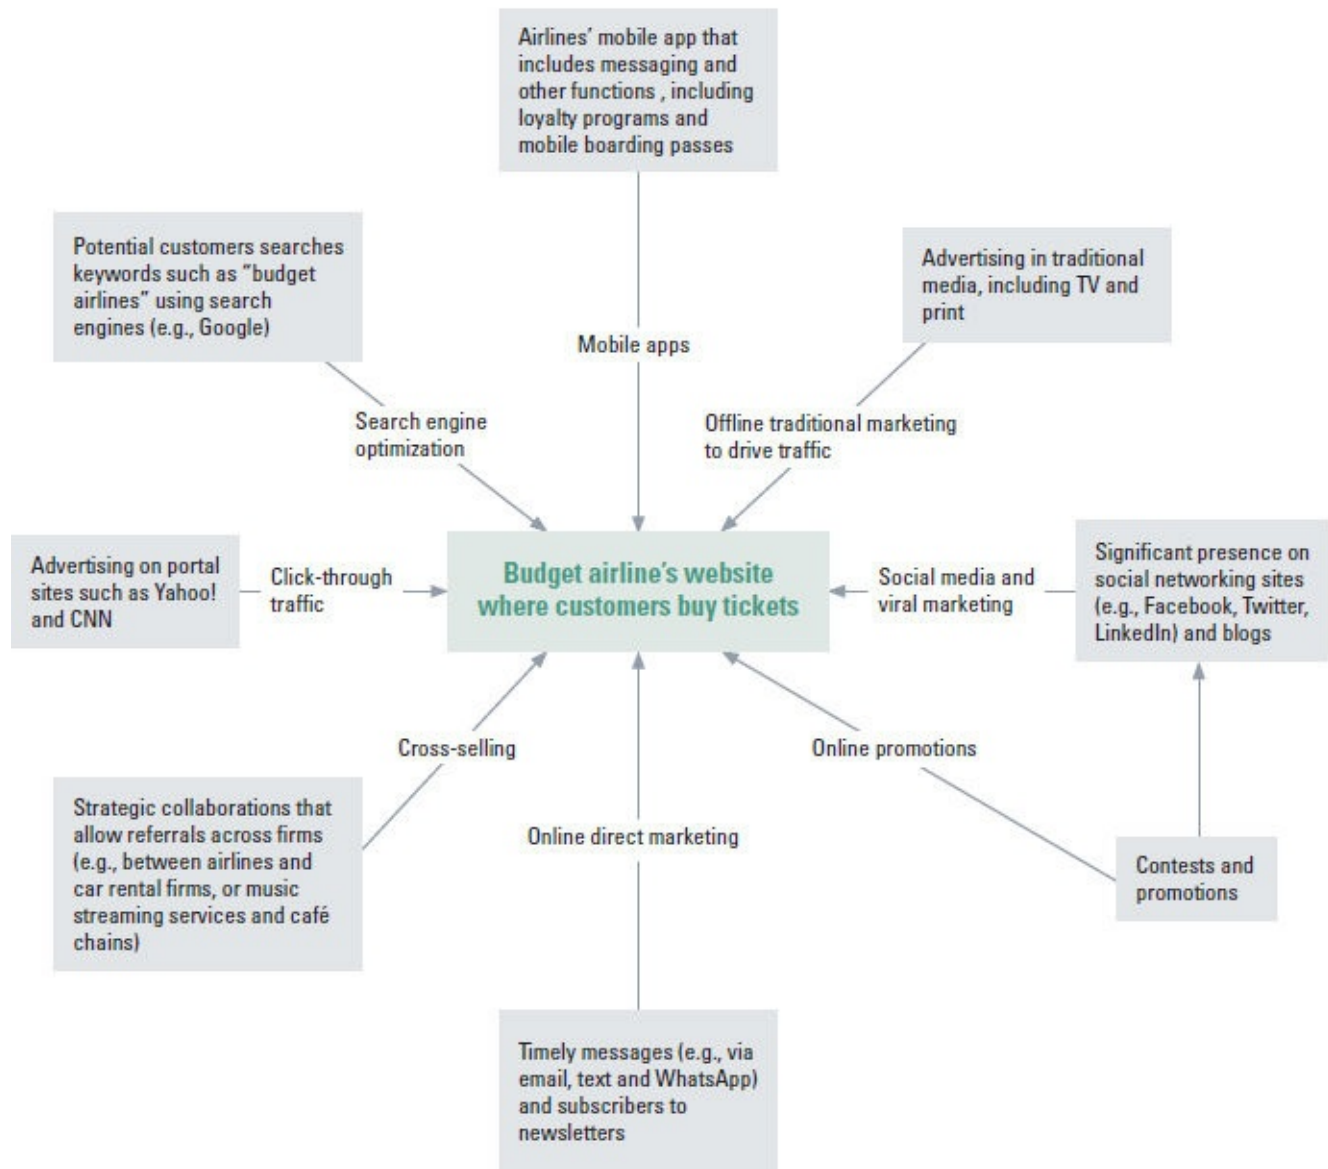 Airlines’ mobile app that
includes messaging and
other functions , including
loyalty programs and
mobile boarding passes
Potential customers searches
keywords such as “budget
airlines” using search
engines (e.g., Google)
Advertising in traditional
media, including TV and
print
Mobile apps
Search engine
optimization
Offline traditional marketing
to drive traffic
Advertising on portal
sites such as Yahoo!
and CNN
Click-through
traffic
Budget airline’s website
where customers buy tickets
Social media and
viral marketing
Significant presence on
social networking sites
(e.g., Facebook, Twitter,
LinkedIn) and blogs
Cross-selling
Online promotions
Strategic collaborations that
allow referrals across firms
(e.g., between airlines and
car rental firms, or music
streaming services and café
chains)
Online direct marketing
Contests and
promotions
Timely messages (e.g., via
email, text and WhatsApp)
and subscribers to
newsletters